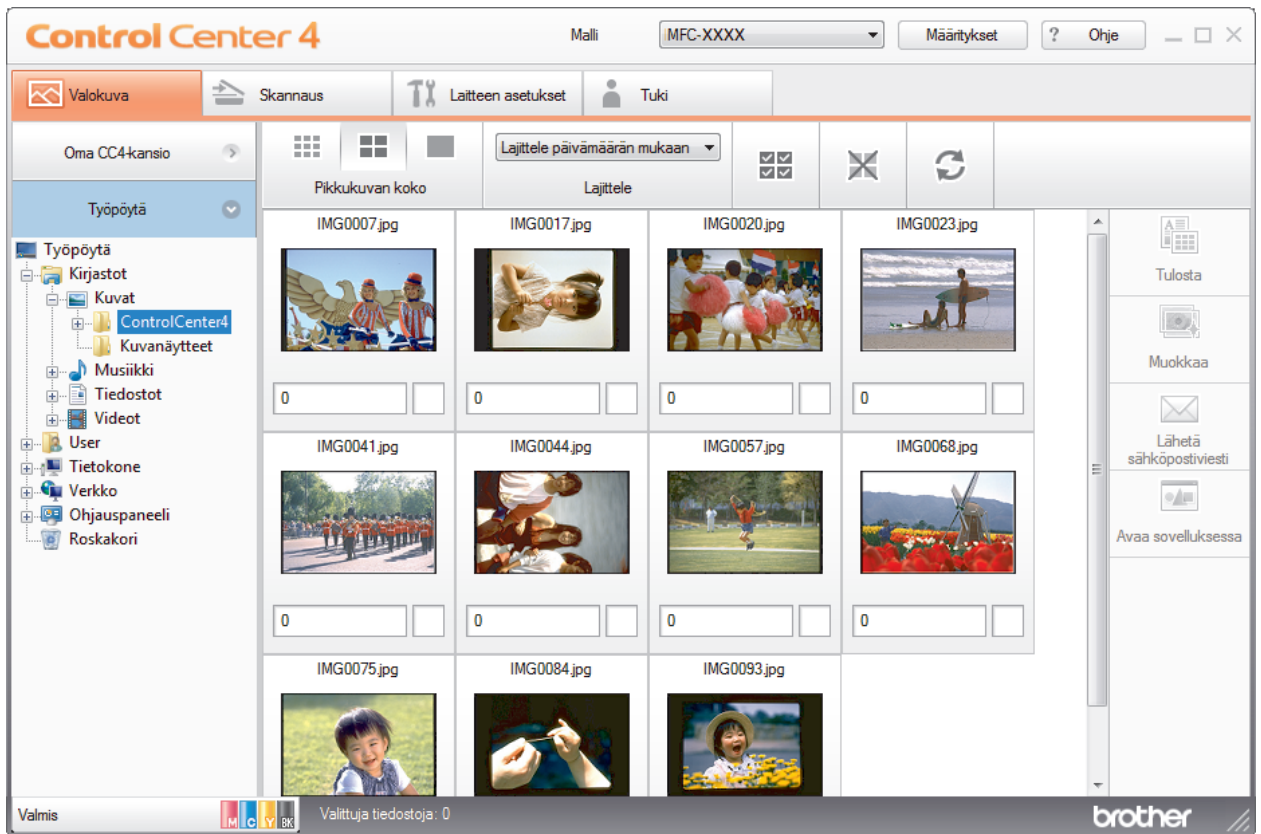 Control Center 4
Malli
MFC-XXXX
Määritykset
? Ohje
Valokuva
Skannaus
Laitteen asetukset
Tuki
Oma CC4-kansio
Työpöytä
Pikkukuvan koko
Lajittele päivämäärän mukaan
Lajittele
Työpöytä
Kirjastot
Kuvat
ControlCenter4
Kuvanäytteet
Musiikki
Tiedostot
Videot
User
Tietokone
Verkko
Ohjauspaneeli
Roskakori
IMG0007.jpg
IMG0017.jpg
IMG0020.jpg
IMG0023.jpg
0
0
0
0
IMG0041.jpg
IMG0044.jpg
IMG0057.jpg
IMG0068.jpg
0
0
0
0
IMG0075.jpg
IMG0084.jpg
IMG0093.jpg
Tulosta
Muokkaa
Lähetä
sähköpostiviesti
Avaa sovelluksessa
Valmis
M C Y BK
Valittuja tiedostoja: 0
brother